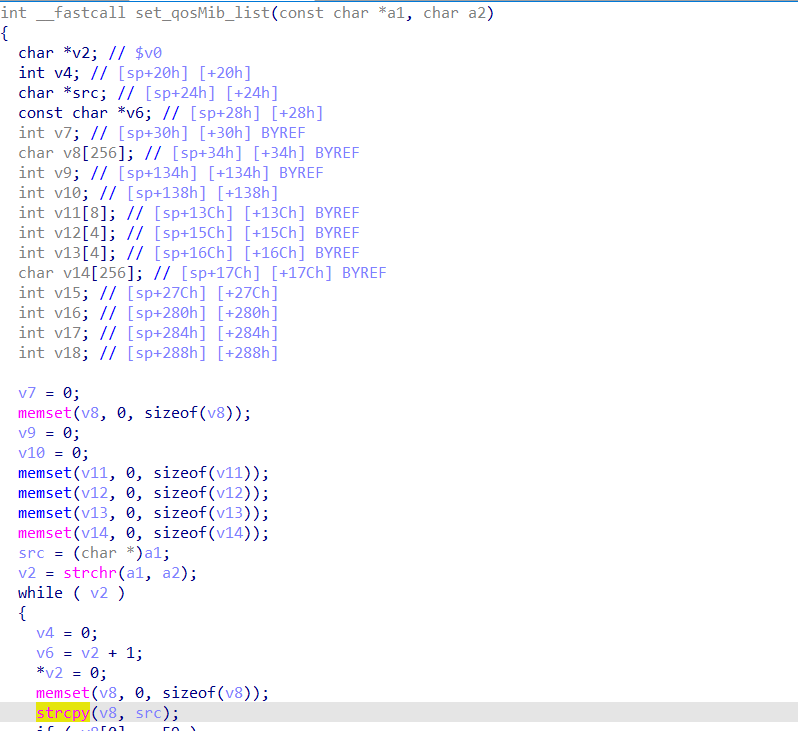 int __fastcall set_qosMib_list(const char *a1, char a2)
{
char *v2; // $v0
int v4; // [sp+20h] [+20h]
char *src; // [sp+24h] [+24h]
const char *v6; // [sp+28h] [+28h]
int v7; // [sp+30h] [+30h] BYREF
char v8[256]; // [sp+34h] [+34h] BYREF
int v9; // [sp+134h] [+134h] BYREF
int v10; // [sp+138h] [+138h]
int v11[8]; // [sp+13Ch] [+13Ch] BYREF
int v12[4]; // [sp+15Ch] [+15Ch] BYREF
int v13[4]; // [sp+16Ch] [+16Ch] BYREF
char v14[256]; // [sp+17Ch] [+17Ch] BYREF
int v15; // [sp+27Ch] [+27Ch]
int v16; // [sp+280h] [+280h]
int v17; // [sp+284h] [+284h]
int v18; // [sp+288h] [+288h]
v7 = 0;
memset(v8, 0, sizeof(v8));
v9 = 0;
v10 = 0;
memset(v11, 0, sizeof(v11));
memset(v12, 0, sizeof(v12));
memset(v13, 0, sizeof(v13));
memset(v14, 0, sizeof(v14));
src = (char *)a1;
v2 = strchr(a1, a2);
while ( v2 )
{
v4 = 0;
v6 = v2 + 1;
*v2 = 0;
memset(v8, 0, sizeof(v8));
strcpy(v8, src);